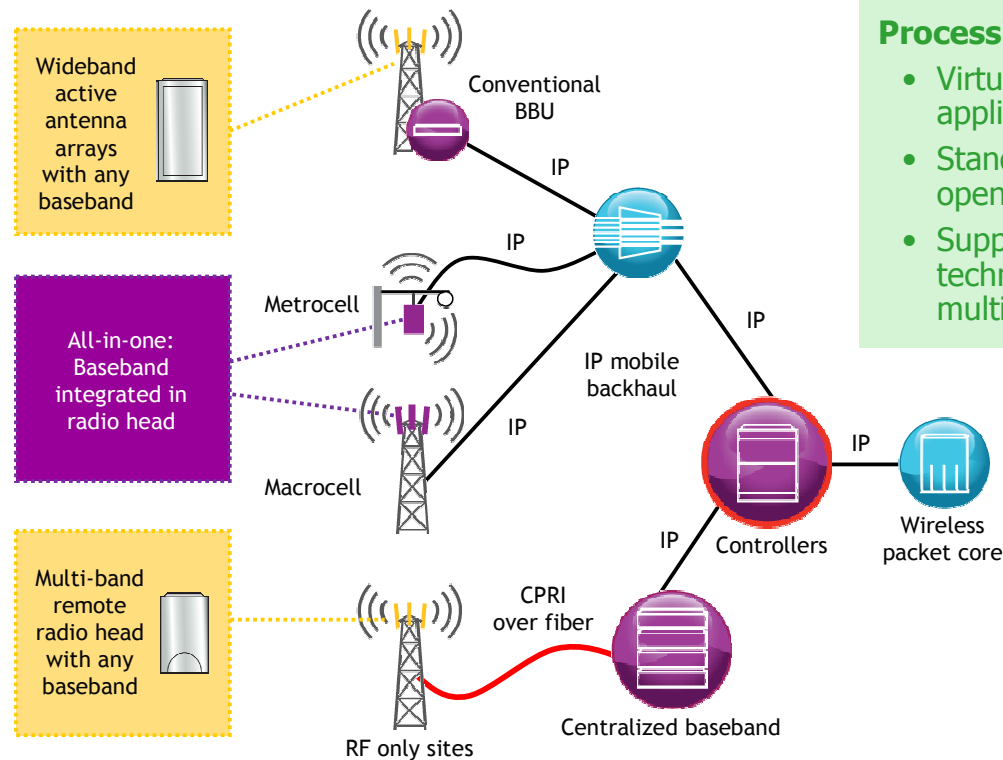 Wideband
active
antenna
arrays
with any
baseband
Conventional
BBU
IP
IP
Metrocell
All-in-one:
Baseband
integrated in
radio head
IP
IP mobile
backhaul
IP
Macrocell
IP
Controllers
Wireless
packet core
IP
Multi-band
remote
radio head
with any
baseband
CPRI
over fiber
Centralized baseband
RF only sites
• 
• 
•